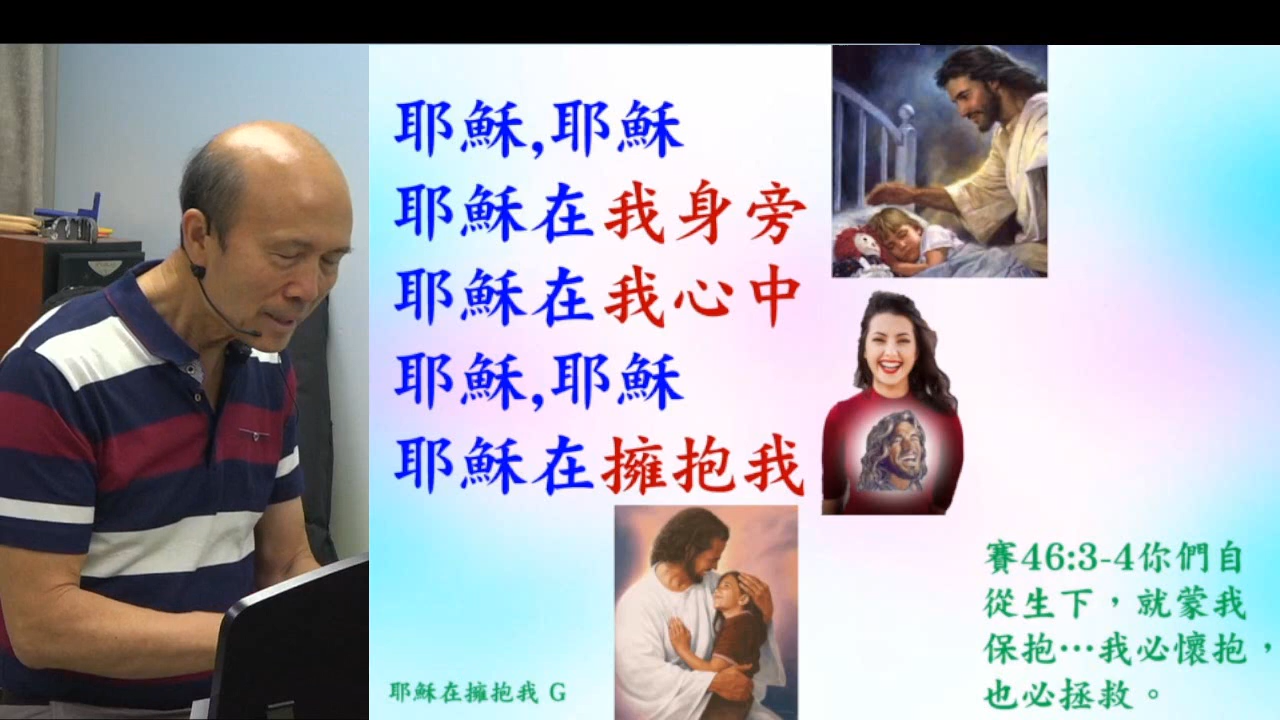 耶穌,耶穌
耶穌在我身旁
耶穌在我心中
耶穌,耶穌
耶穌在擁抱我
賽46:3-4你們自
從生下，就蒙我
保抱…我必懷抱，
也必拯救。
耶穌在擁抱我 G